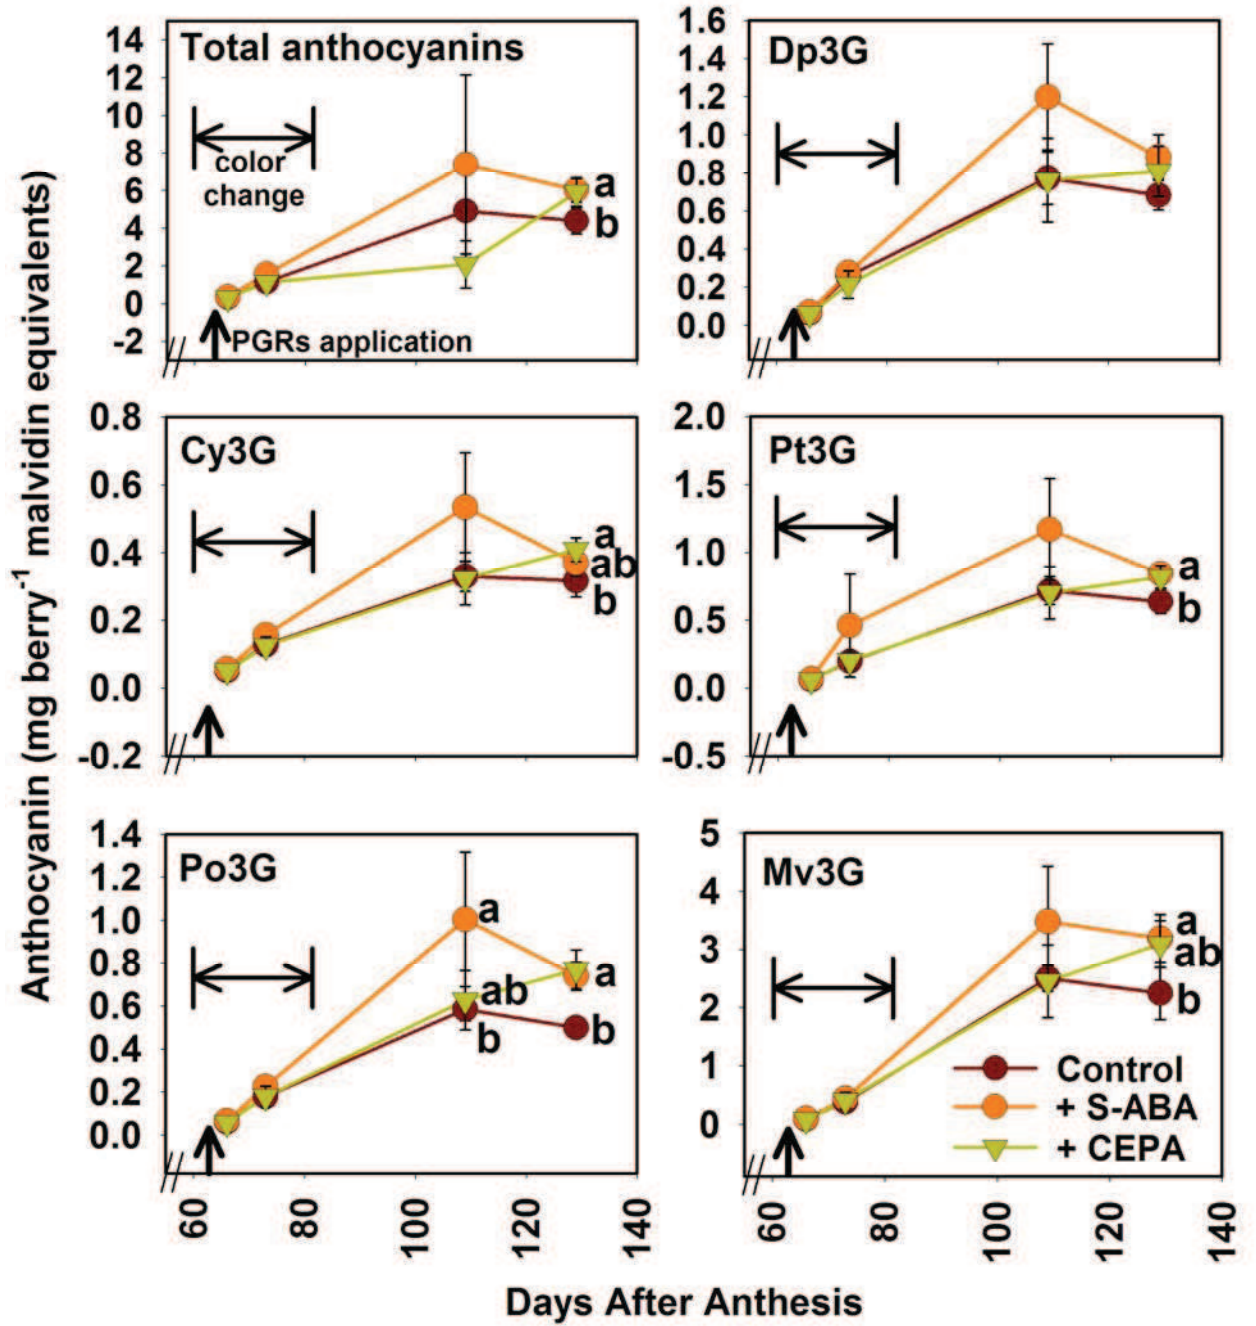 Anthocyanin (mg berry⁻¹ malvidin equivalents)
Total anthocyanins
14
12
10
8
6
4
2
0
-2
color
change
PGRs application
a
b
Dp3G
1.6
1.4
1.2
1.0
0.8
0.6
0.4
0.2
0.0
Cy3G
0.8
0.6
0.4
0.2
0.0
-0.2
a
ab
b
Pt3G
2.0
1.5
1.0
0.5
0.0
-0.5
a
b
Po3G
1.4
1.2
1.0
0.8
0.6
0.4
0.2
0.0
a
ab
b
a
b
60
80
100
120
140
Mv3G
5
4
3
2
1
0
a
ab
b
Control
+ S-ABA
+ CEPA
60
80
100
120
140
Days After Anthesis